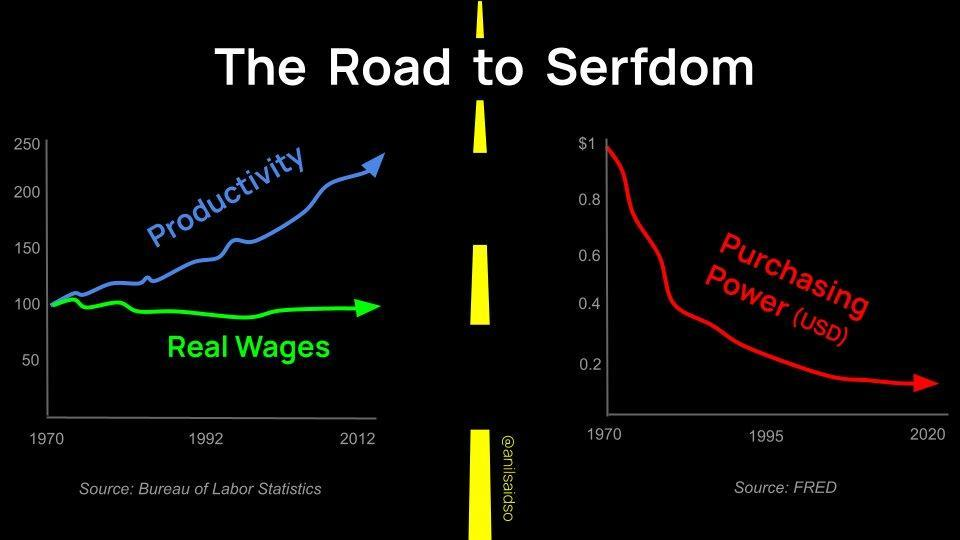 The Road to Serfdom
250
200
150
100
50
Productivity
Real Wages
1970
1992
2012
Source: Bureau of Labor Statistics
@anilsaidso
$1
0.8
0.6
0.4
0.2
Purchasing
Power (USD)
1970
1995
2020
Source: FRED